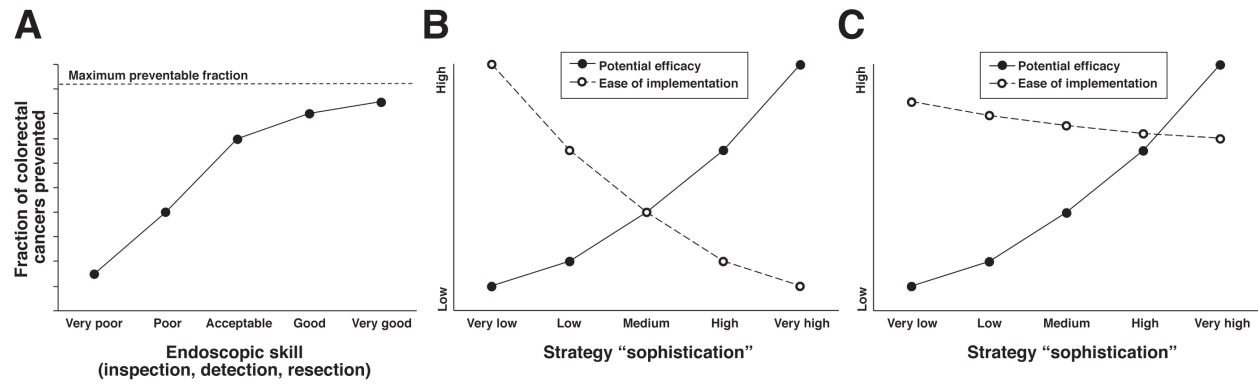 A
Maximum preventable fraction
Fraction of colorectal
cancers prevented
Very poor
Poor
Acceptable
Good
Very good
Endoscopic skill
(inspection, detection, resection)
B
High
Low
Potential efficacy
Ease of implementation
Very low
Low
Medium
High
Very high
Strategy “sophistication”
C
High
Low
Potential efficacy
Ease of implementation
Very low
Low
Medium
High
Very high
Strategy “sophistication”